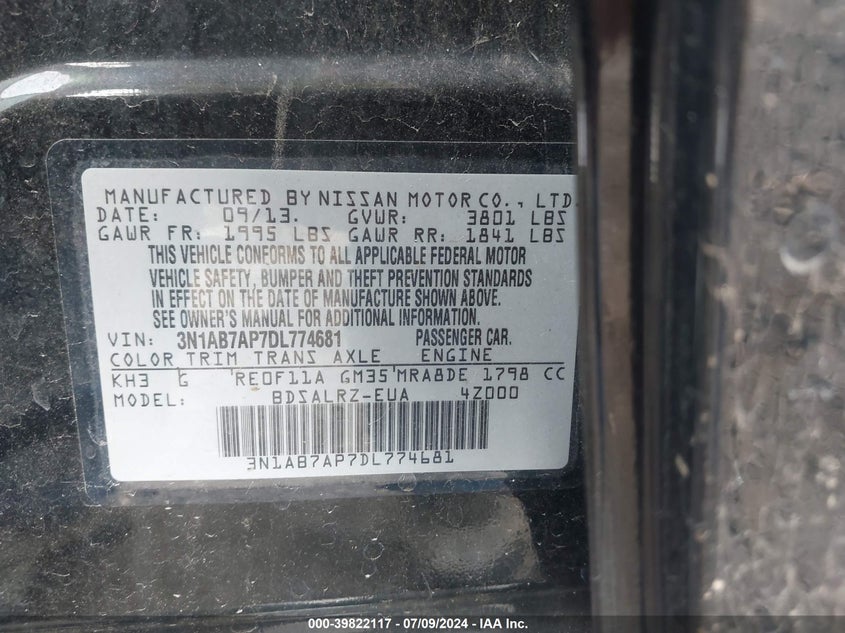 MANUFACTURED BY NISSAN MOTOR CO., LTD.
DATE: 09/13. GVWR: 3801 LBS
GAWR FR: 1995 LBS GAWR RR: 1841 LBS
THIS VEHICLE CONFORMS TO ALL APPLICABLE FEDERAL MOTOR
VEHICLE SAFETY, BUMPER AND THEFT PREVENTION STANDARDS
IN EFFECT ON THE DATE OF MANUFACTURE SHOWN ABOVE.
SEE OWNER'S MANUAL FOR ADDITIONAL INFORMATION.
VIN: 3N1AB7AP7DL774681 PASSENGER CAR.
COLOR TRIM TRANS AXLE ENGINE
KH3 G RE0F11A GM35 MRA8DE 1798 CC
MODEL: BDSALRZ-EUA 4Z000
3N1AB7AP7DL774681
000-39822117 - 07/09/2024 - IAA Inc.